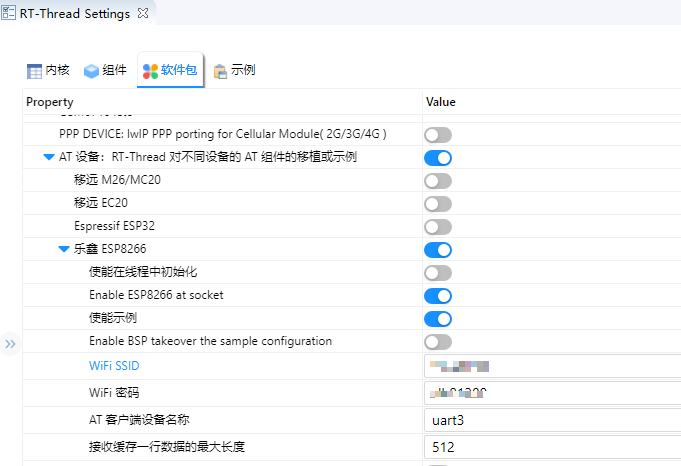 RT-Thread Settings
内核 组件 软件包 示例
Property Value
PPP DEVICE: lwIP PPP porting for Cellular Module( 2G/3G/4G )
AT 设备：RT-Thread 对不同设备的 AT 组件的移植或示例
移远 M26/MC20
移远 EC20
Espressif ESP32
乐鑫 ESP8266
使能在线程中初始化
Enable ESP8266 at socket
使能示例
Enable BSP takeover the sample configuration
WiFi SSID
WiFi 密码
AT 客户端设备名称 uart3
接收缓存一行数据的最大长度 512